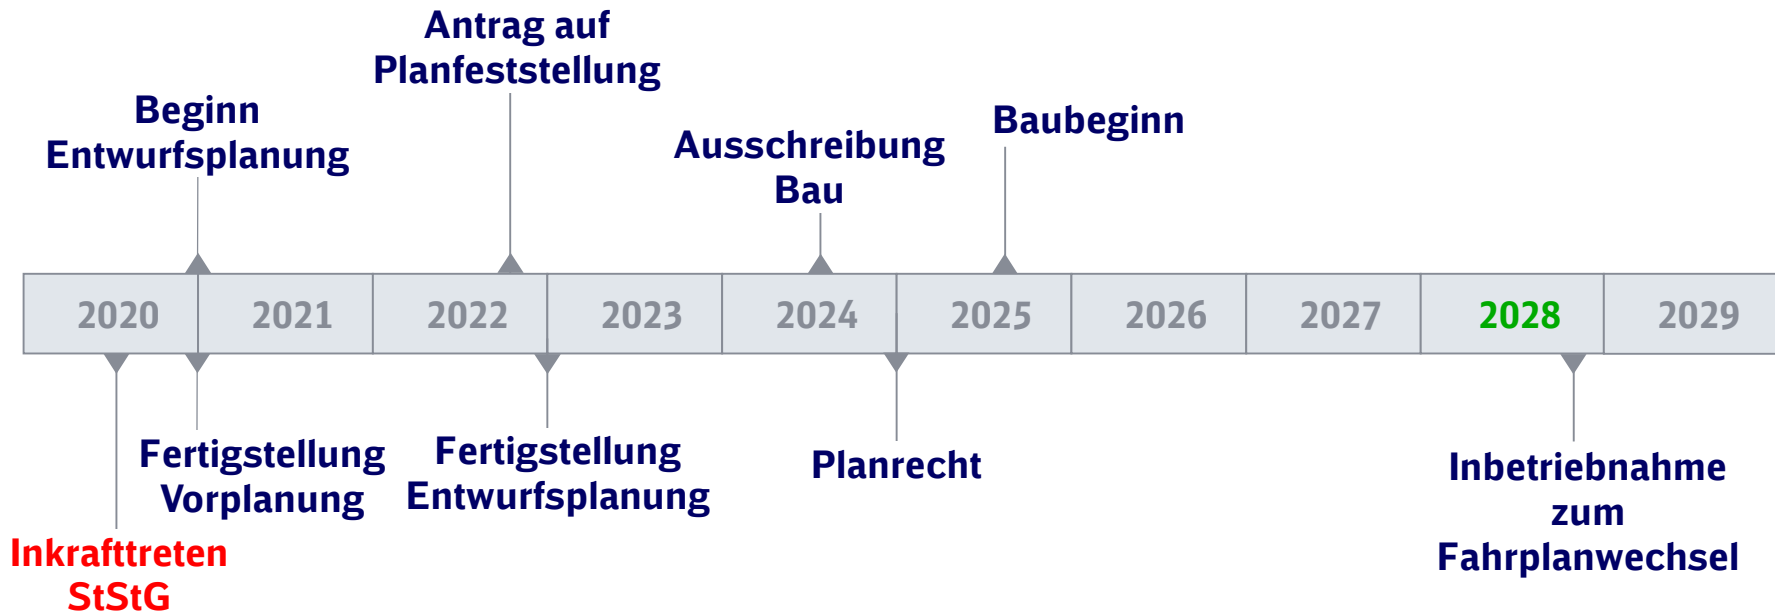 Antrag auf
Planfeststellung
Beginn
Entwurfsplanung
Ausschreibung
Bau
Baubeginn
2020 2021 2022 2023 2024 2025 2026 2027 2028 2029
Fertigstellung
Vorplanung
Fertigstellung
Entwurfsplanung
Planrecht
Inbetriebnahme
zum
Fahrplanwechsel
Inkrafttreten
StStG